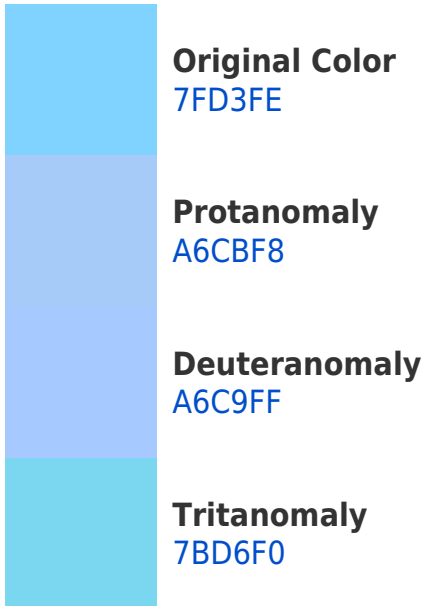 Original Color
7FD3FE
Protanomaly
A6CBF8
Deuteranomaly
A6C9FF
Tritanomaly
7BD6F0